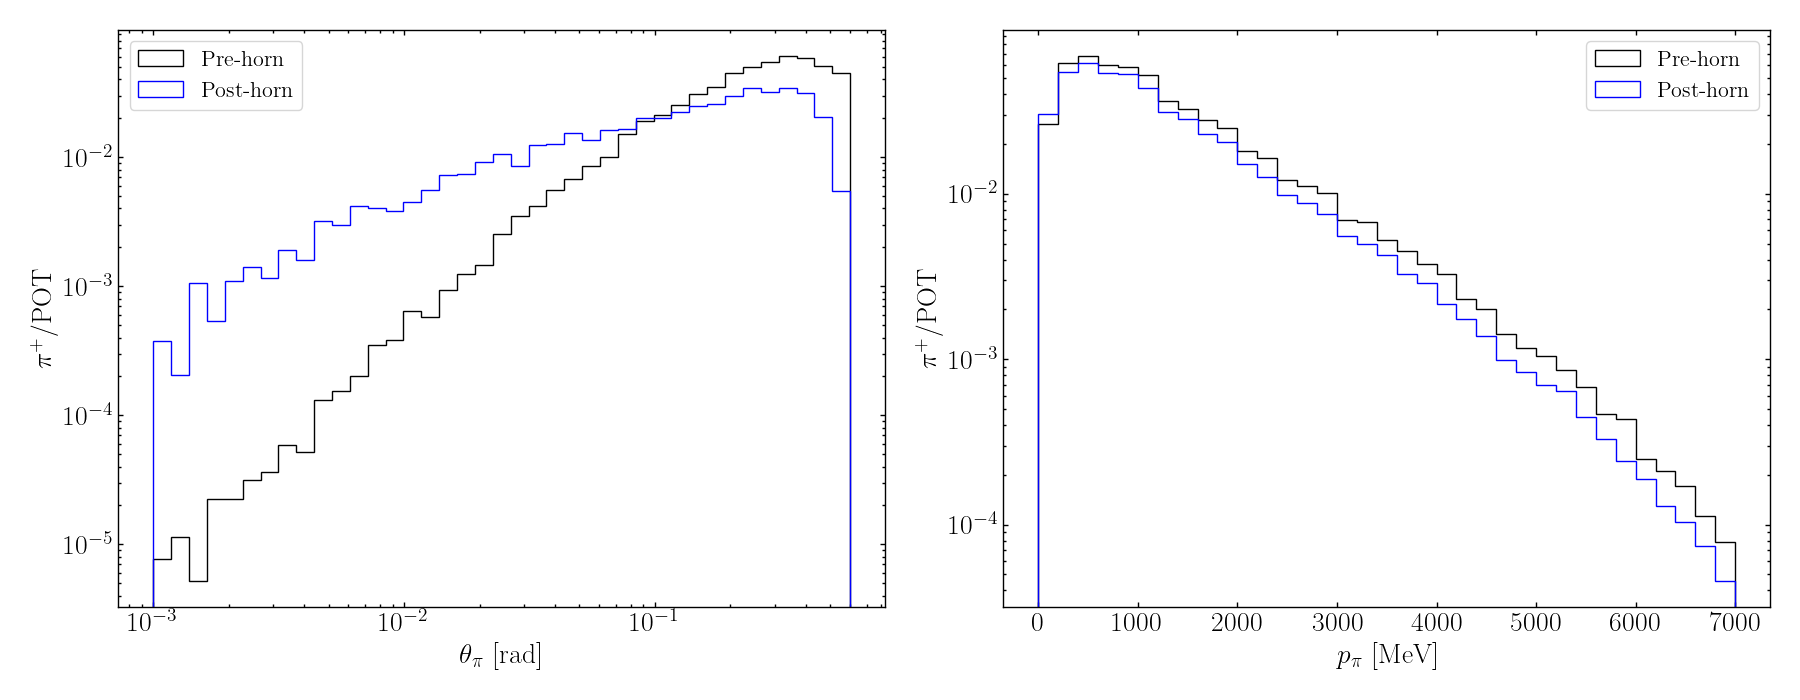 Pre-horn
Post-horn
π⁺/POT
10⁻²
10⁻³
10⁻⁴
10⁻⁵
10⁻³ 10⁻² 10⁻¹
θπ [rad]
Pre-horn
Post-horn
π⁺/POT
10⁻²
10⁻³
10⁻⁴
0 1000 2000 3000 4000 5000 6000 7000
pπ [MeV]